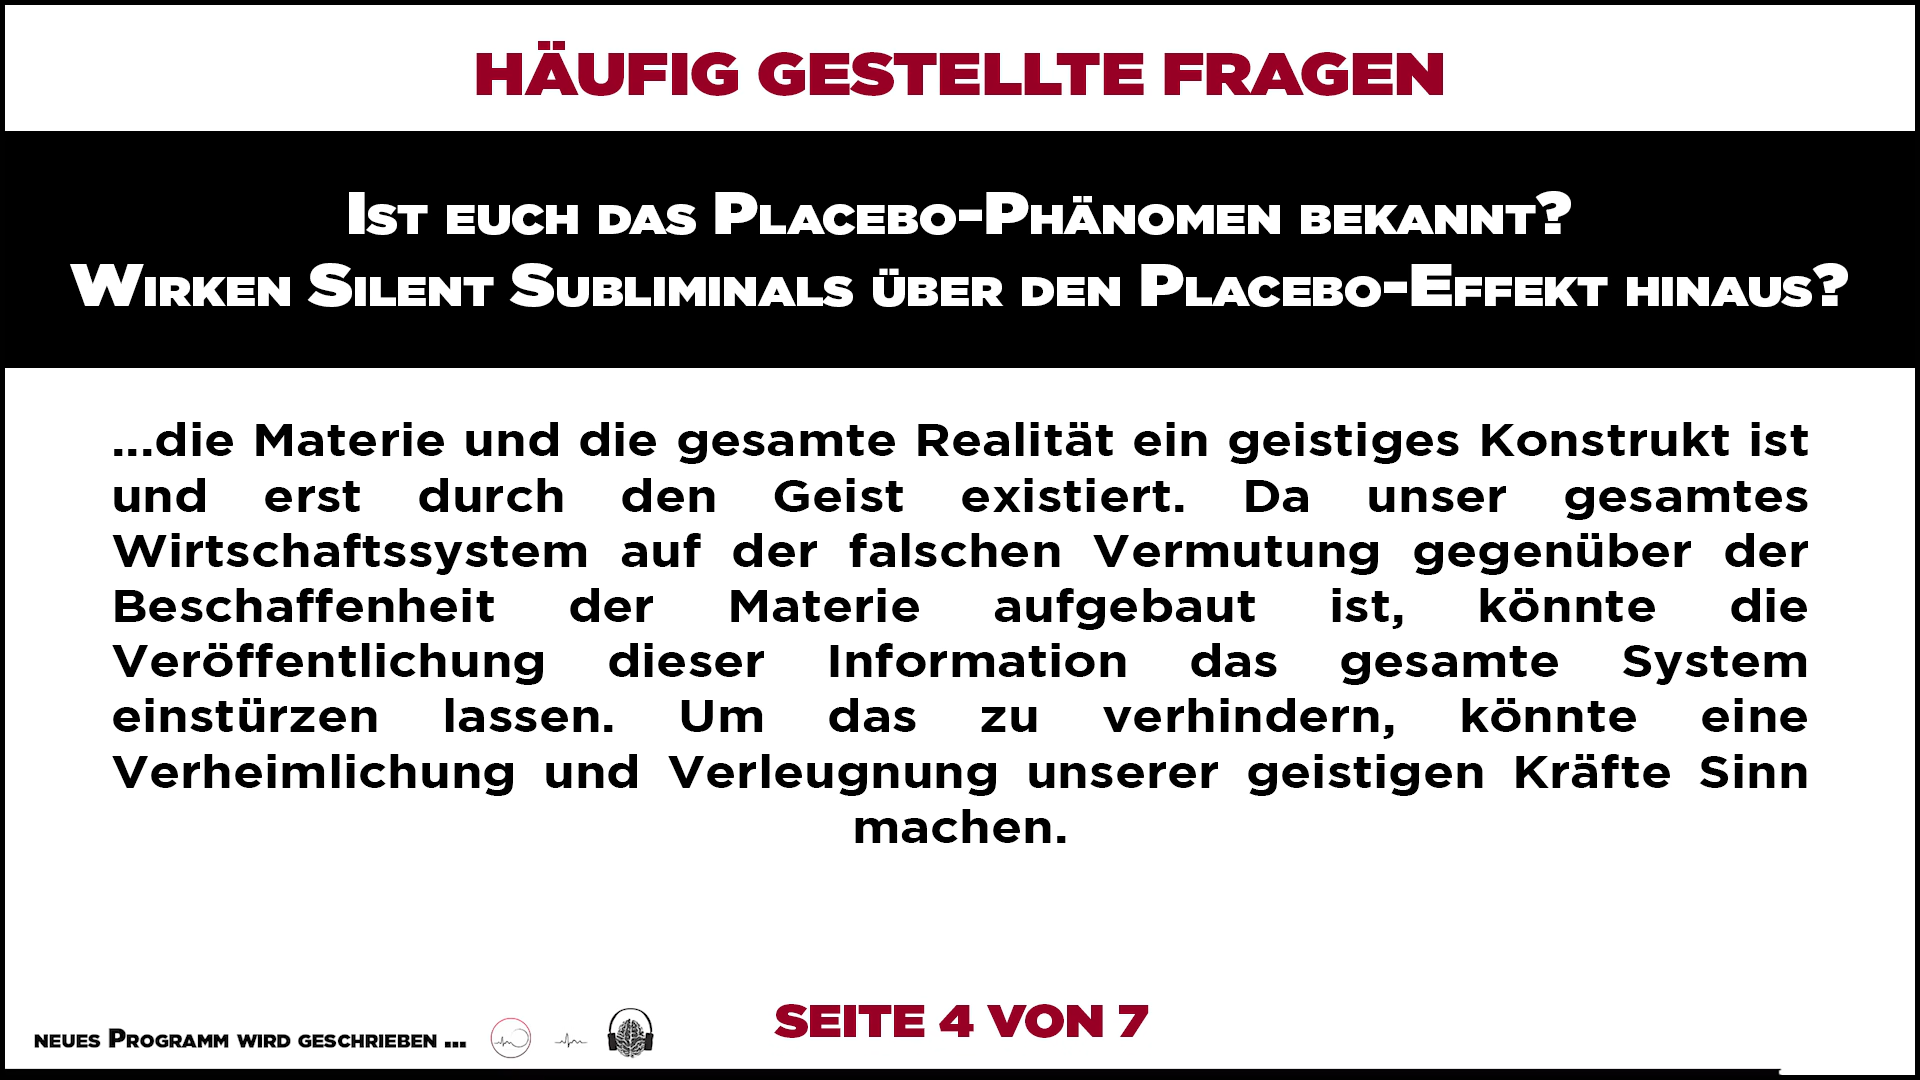 HÄUFIG GESTELLTE FRAGEN
Ist euch das Placebo-Phänomen bekannt?
Wirken Silent Subliminals über den Placebo-Effekt hinaus?
...die Materie und die gesamte Realität ein geistiges Konstrukt ist
und erst durch den Geist existiert. Da unser gesamtes
Wirtschaftssystem auf der falschen Vermutung gegenüber der
Beschaffenheit der Materie aufgebaut ist, könnte die
Veröffentlichung dieser Information das gesamte System
einstürzen lassen. Um das zu verhindern, könnte eine
Verheimlichung und Verleugnung unserer geistigen Kräfte Sinn
machen.
neues Programm wird geschrieben ...
SEITE 4 VON 7